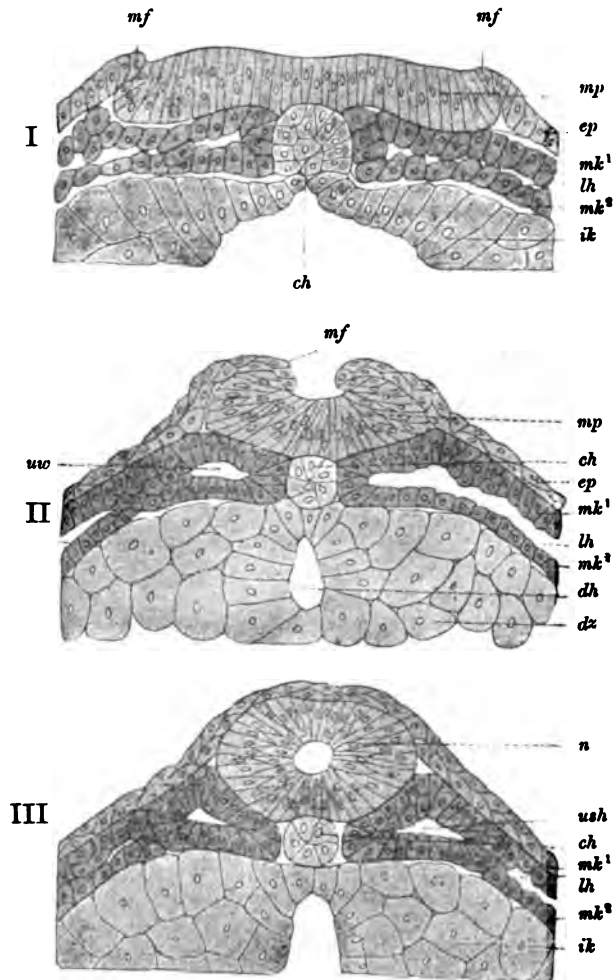 mf mf
mp
ep
I
mk¹
lh
mk²
ik
ch
mf
mp
ch
uw
ep
mk¹
II
lh
mk²
dh
dz
n
III
ush
ch
mk¹
lh
mk²
ik